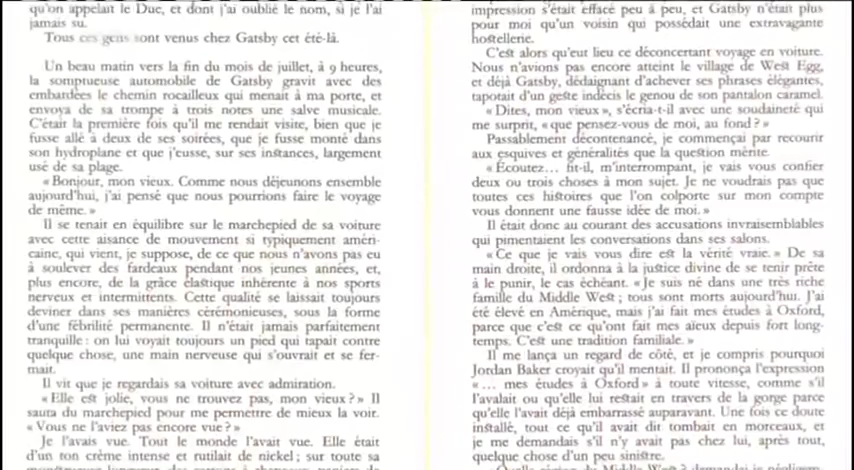 qu'on appelait le Duc, et dont j'ai oublié le nom, si je l'ai
jamais su.
Tous ces gens sont venus chez Gatsby cet été-là.
Un beau matin vers la fin du mois de juillet, à 9 heures,
la somptueuse automobile de Gatsby gravit avec des
embardées le chemin rocailleux qui menait à ma porte, et
envoya de sa trompe à trois notes une salve musicale.
C'était la première fois qu'il me rendait visite, bien que je
fusse allé à deux de ses soirées, que je fusse monté dans
son hydroplane et que j'eusse, sur ses instances, largement
usé de sa plage.
« Bonjour, mon vieux. Comme nous déjeunons ensemble
aujourd'hui, j'ai pensé que nous pourrions faire le voyage
de même. »
Il se tenait en équilibre sur le marchepied de sa voiture
avec cette aisance de mouvement si typiquement améri-
caine, qui vient, je suppose, de ce que nous n'avons pas eu
à soulever des fardeaux pendant nos jeunes années, et,
plus encore, de la grâce élastique inhérente à nos sports
nerveux et intermittents. Cette qualité se laissait toujours
deviner dans ses manières cérémonieuses, sous la forme
d'une fébrilité permanente. Il n'était jamais parfaitement
tranquille : on lui voyait toujours un pied qui tapait contre
quelque chose, une main nerveuse qui s'ouvrait et se fer-
mait.
Il vit que je regardais sa voiture avec admiration.
« Elle est jolie, vous ne trouvez pas, mon vieux ? » Il
sauta du marchepied pour me permettre de mieux la voir.
« Vous ne l'aviez pas encore vue ? »
Je l'avais vue. Tout le monde l'avait vue. Elle était
d'un ton crème intense et rutilait de nickel ; sur toute sa
impression s'était effacé peu à peu, et Gatsby n'était plus
pour moi qu'un voisin qui possédait une extravagante
hostellerie.
C'est alors qu'eut lieu ce déconcertant voyage en voiture.
Nous n'avions pas encore atteint le village de West Egg,
et déjà Gatsby, dédaignant d'achever ses phrases élégantes,
tapotait d'un geste indécis le genou de son pantalon caramel.
« Dites, mon vieux », s'écria-t-il avec une soudaineté qui
me surprit, « que pensez-vous de moi, au fond ? »
Passablement décontenancé, je commençai par recourir
aux esquives et généralités que la question mérite.
« Écoutez... fit-il, m'interrompant, je vais vous confier
deux ou trois choses à mon sujet. Je ne voudrais pas que
toutes ces histoires que l'on colporte sur mon compte
vous donnent une fausse idée de moi. »
Il était donc au courant des accusations invraisemblables
qui pimentaient les conversations dans ses salons.
« Ce que je vais vous dire est la vérité vraie. » De sa
main droite, il ordonna à la justice divine de se tenir prête
à le punir, le cas échéant. « Je suis né dans une très riche
famille du Middle West ; tous sont morts aujourd'hui. J'ai
été élevé en Amérique, mais j'ai fait mes études à Oxford,
parce que c'est ce qu'ont fait mes aïeux depuis fort long-
temps. C'est une tradition familiale. »
Il me lança un regard de côté, et je compris pourquoi
Jordan Baker croyait qu'il mentait. Il prononça l'expression
« ... mes études à Oxford » à toute vitesse, comme s'il
l'avalait ou qu'elle lui restait en travers de la gorge parce
qu'elle l'avait déjà embarrassé auparavant. Une fois ce doute
installé, tout ce qu'il avait dit tombait en morceaux, et
je me demandais s'il n'y avait pas chez lui, après tout,
quelque chose d'un peu sinistre.